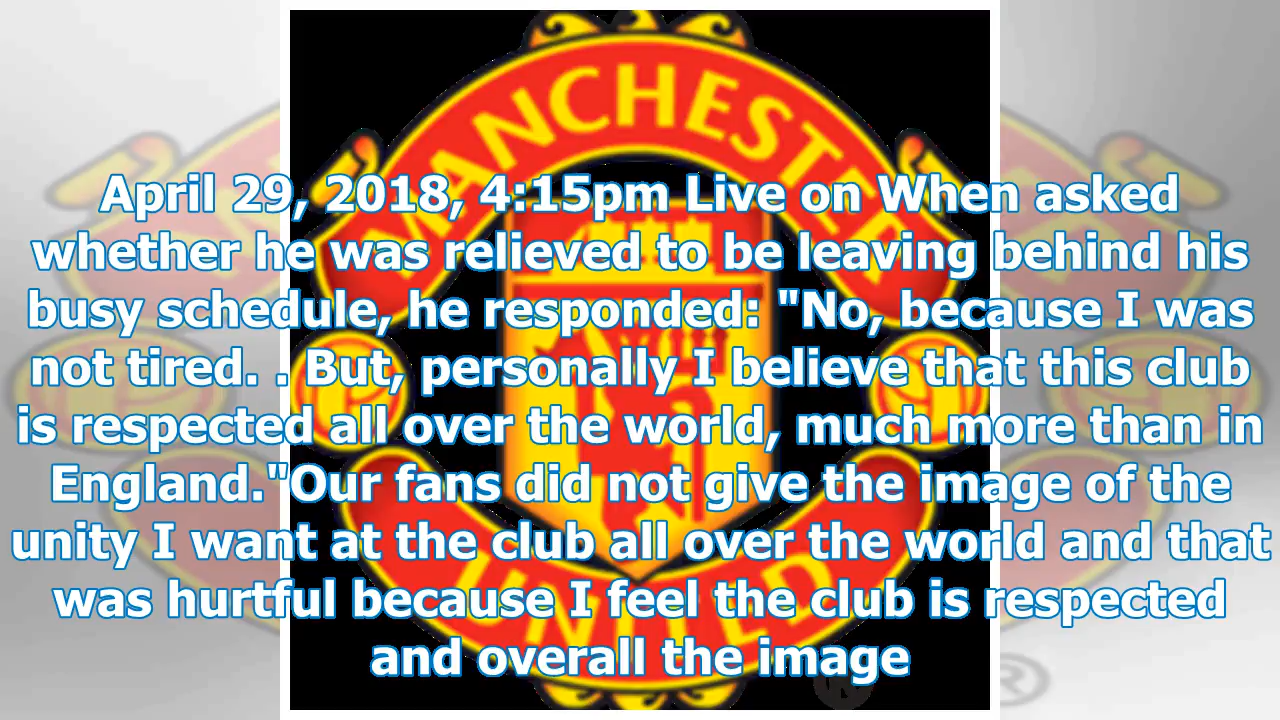 MANCHESTER
April 29, 2018, 4:15pm Live on When asked
whether he was relieved to be leaving behind his
busy schedule, he responded: "No, because I was
not tired. . But, personally I believe that this club
is respected all over the world, much more than in
England."Our fans did not give the image of the
unity I want at the club all over the world and that
was hurtful because I feel the club is respected
and overall the image
UNITED
®